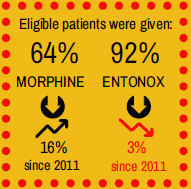 Eligible patients were given:
64% 92%
MORPHINE ENTONOX
16% 3%
since 2011 since 2011